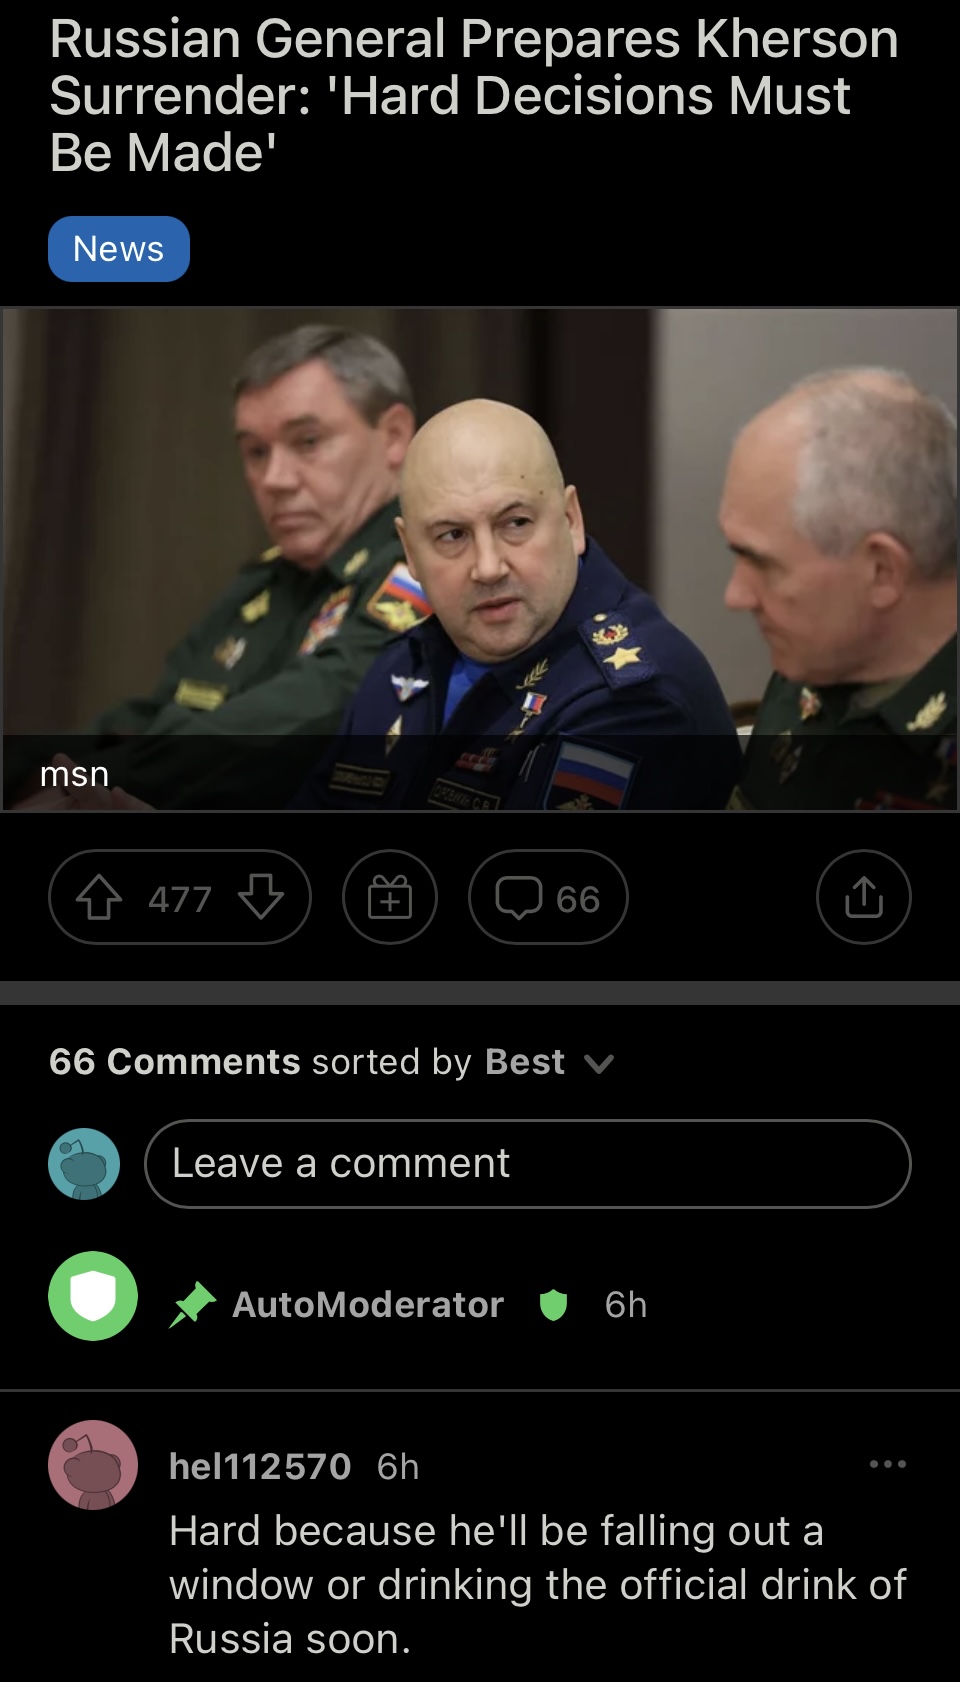 Russian General Prepares Kherson
Surrender: 'Hard Decisions Must
Be Made'
News
msn
477
66
66 Comments sorted by Best
Leave a comment
AutoModerator 6h
hel112570 6h
Hard because he'll be falling out a
window or drinking the official drink of
Russia soon.